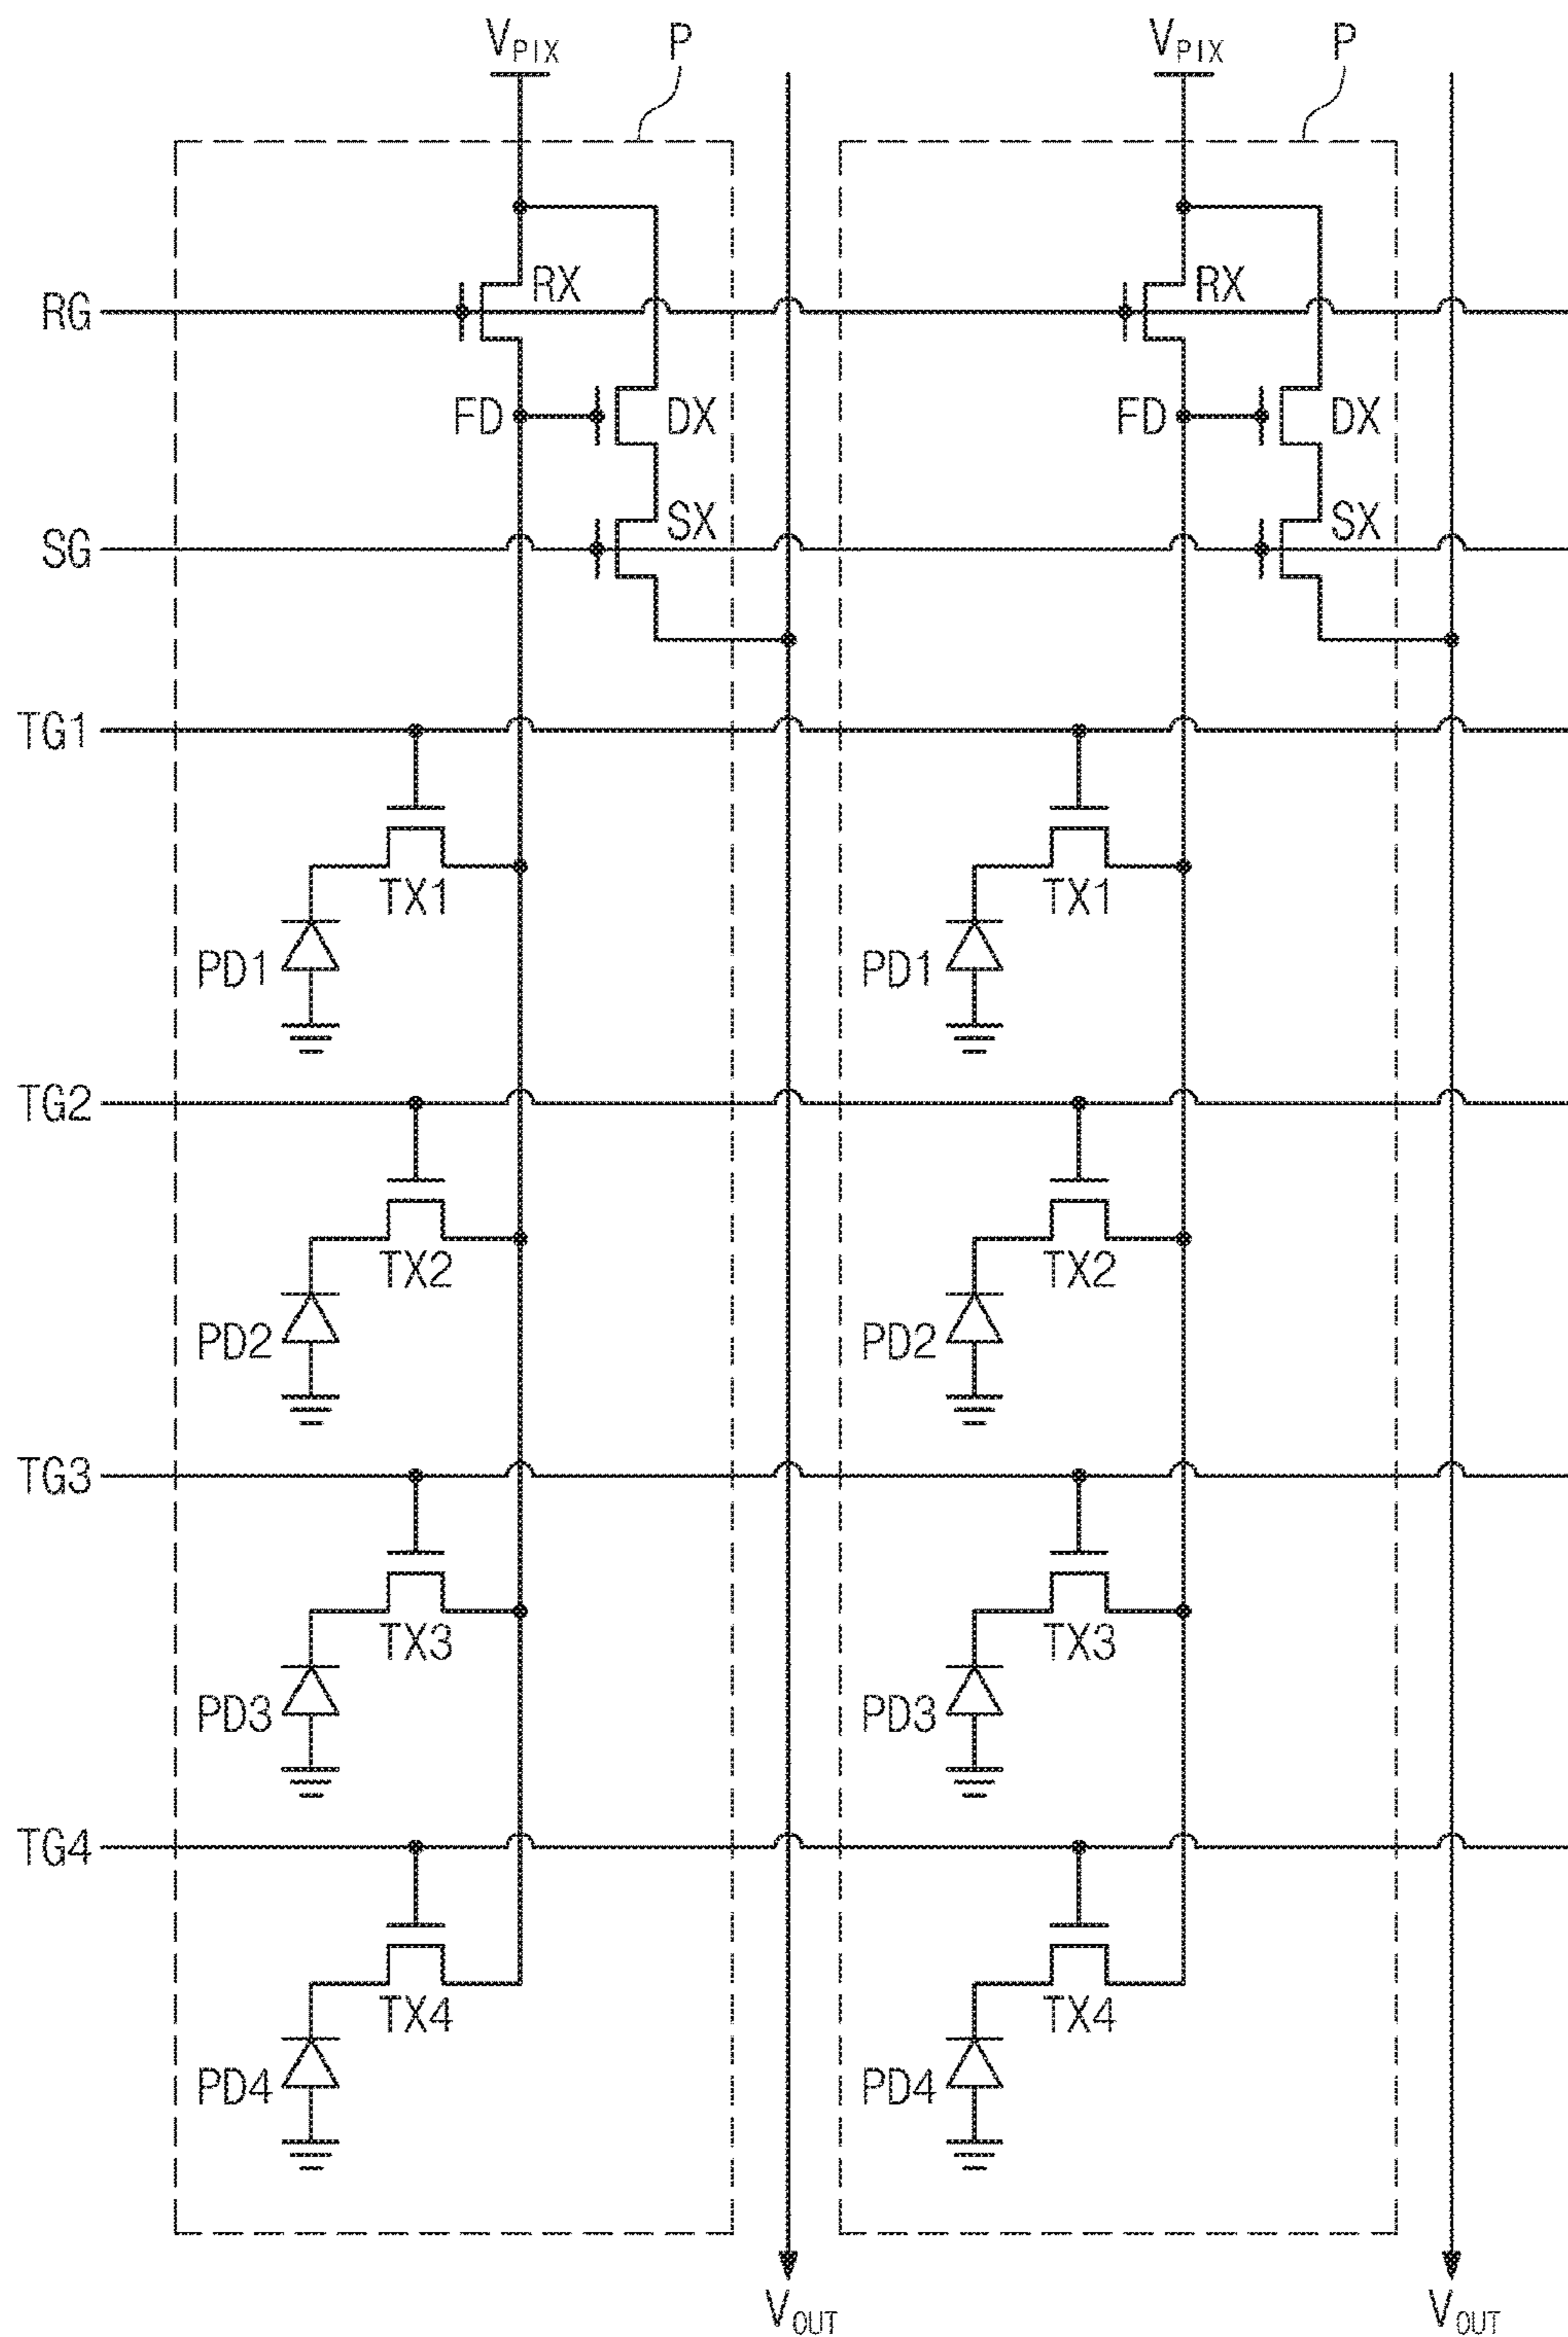 VPIX P VPIX P
RG RX RX
FD DX FD DX
SG SX SX
TG1
TX1 TX1
PD1 PD1
TG2
TX2 TX2
PD2 PD2
TG3
TX3 TX3
PD3 PD3
TG4
TX4 TX4
PD4 PD4
VOUT VOUT